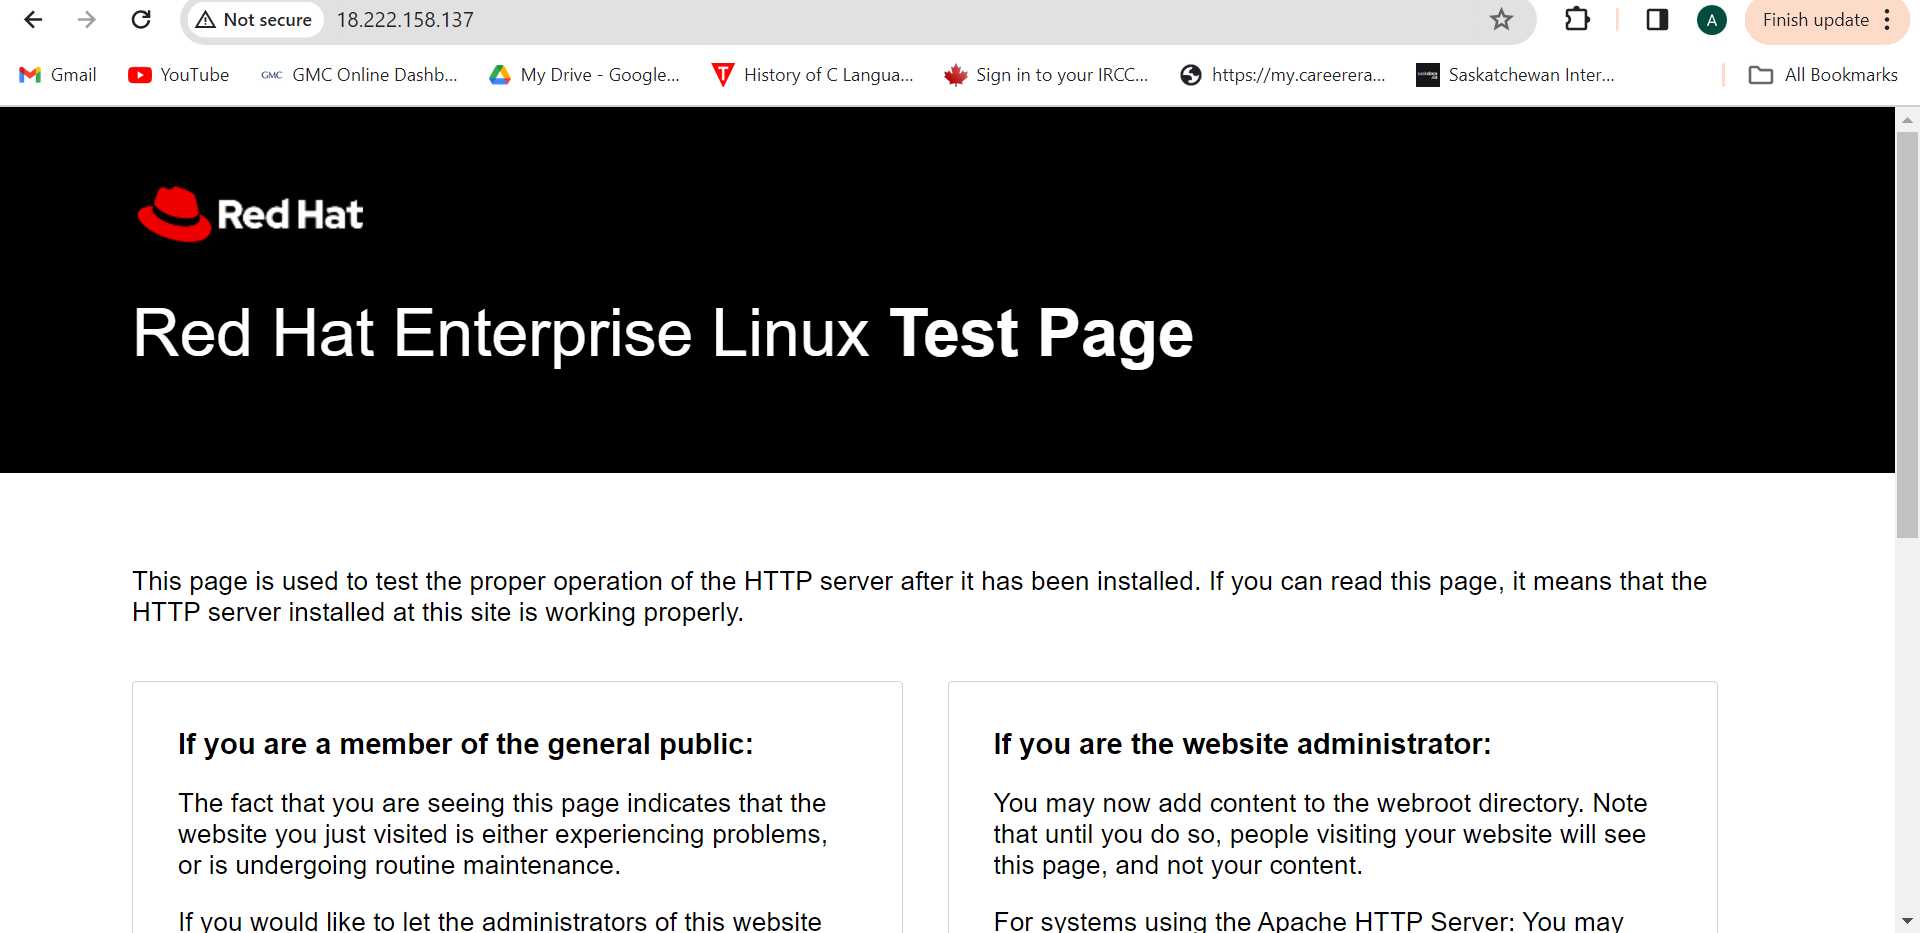 Not secure 18.222.158.137 A Finish update
Gmail YouTube GMC GMC Online Dashb... My Drive - Google... History of C Langua... Sign in to your IRCC... https://my.careerera... Saskatchewan Inter... All Bookmarks
Red Hat
Red Hat Enterprise Linux Test Page
This page is used to test the proper operation of the HTTP server after it has been installed. If you can read this page, it means that the
HTTP server installed at this site is working properly.
If you are a member of the general public:
The fact that you are seeing this page indicates that the
website you just visited is either experiencing problems,
or is undergoing routine maintenance.
If you would like to let the administrators of this website
If you are the website administrator:
You may now add content to the webroot directory. Note
that until you do so, people visiting your website will see
this page, and not your content.
For systems using the Apache HTTP Server: You may